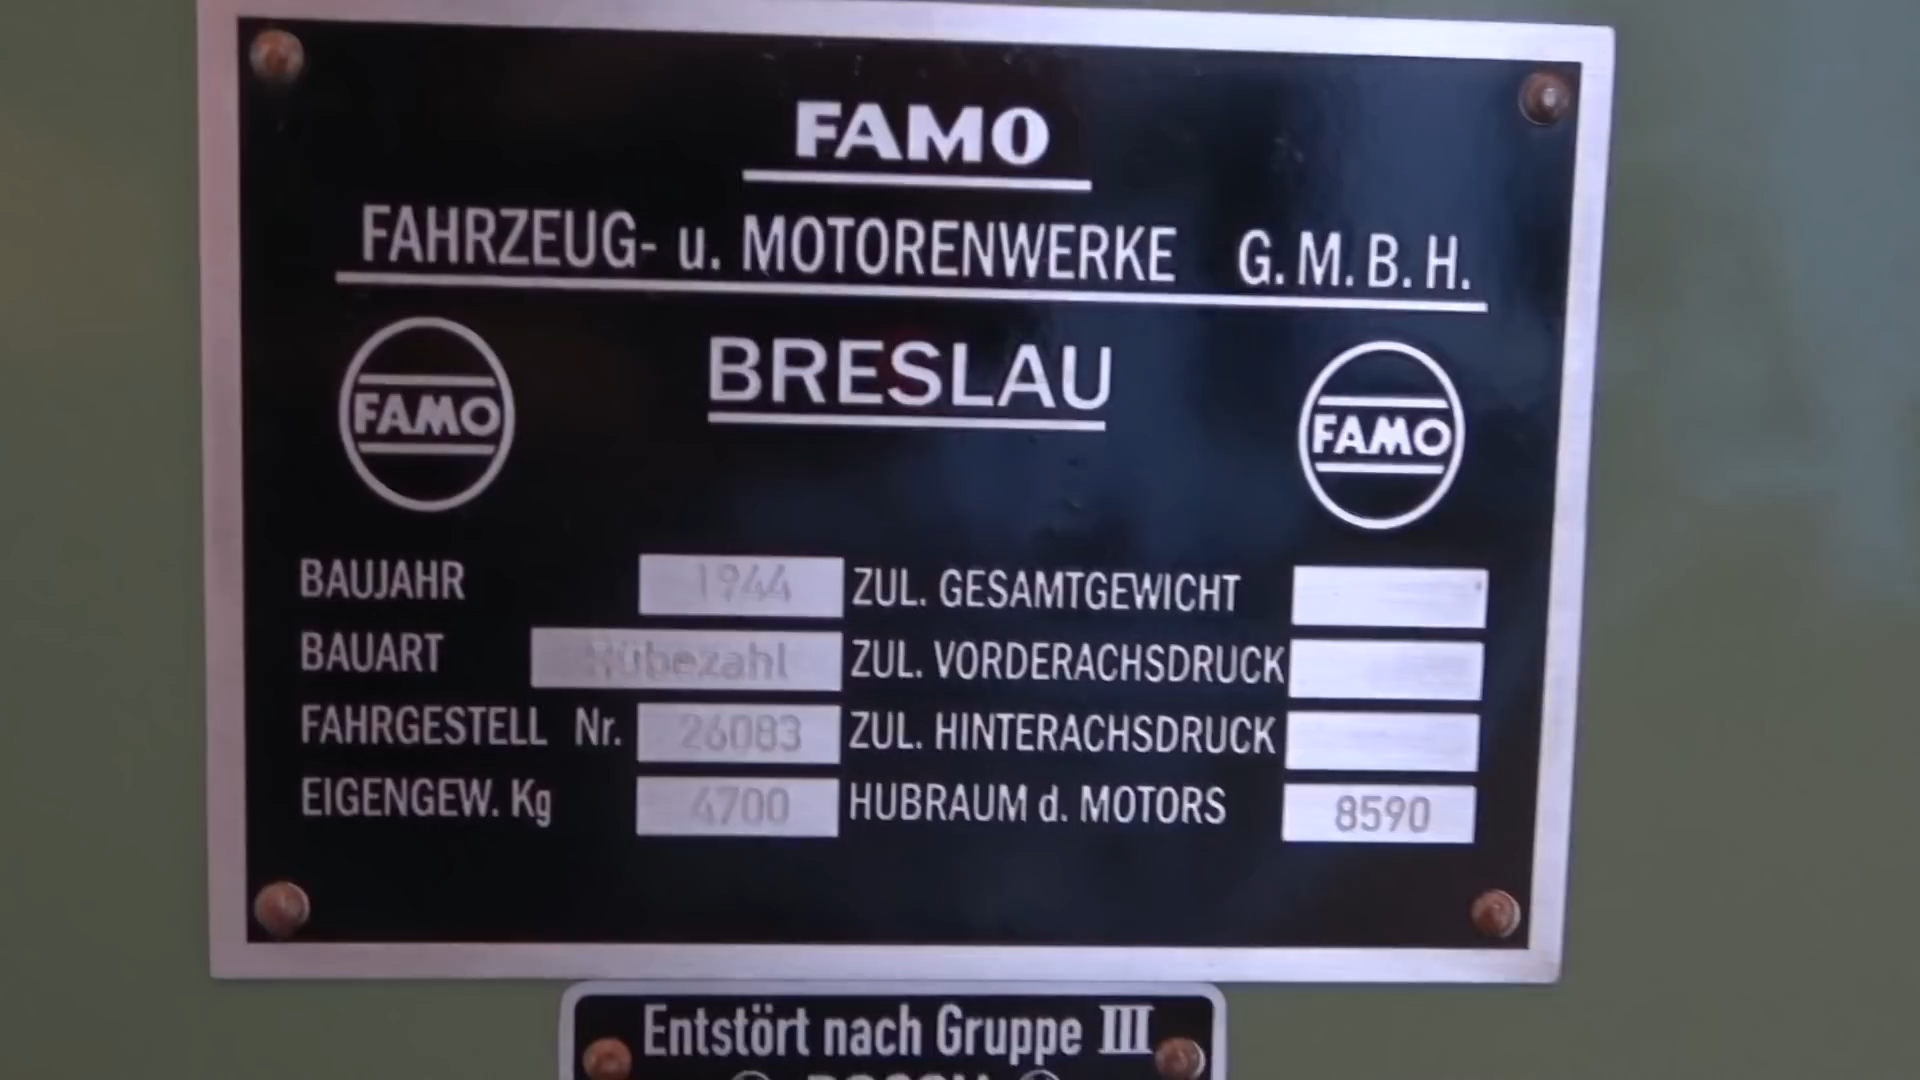 FAMO
FAHRZEUG- u. MOTORENWERKE G.M.B.H.
BRESLAU
FAMO
FAMO
BAUJAHR 1944 ZUL. GESAMTGEWICHT
BAUART Rübezahl ZUL. VORDERACHSDRUCK
FAHRGESTELL Nr. 26083 ZUL. HINTERACHSDRUCK
EIGENGEW. Kg 4700 HUBRAUM d. MOTORS 8590
Entstört nach Gruppe III